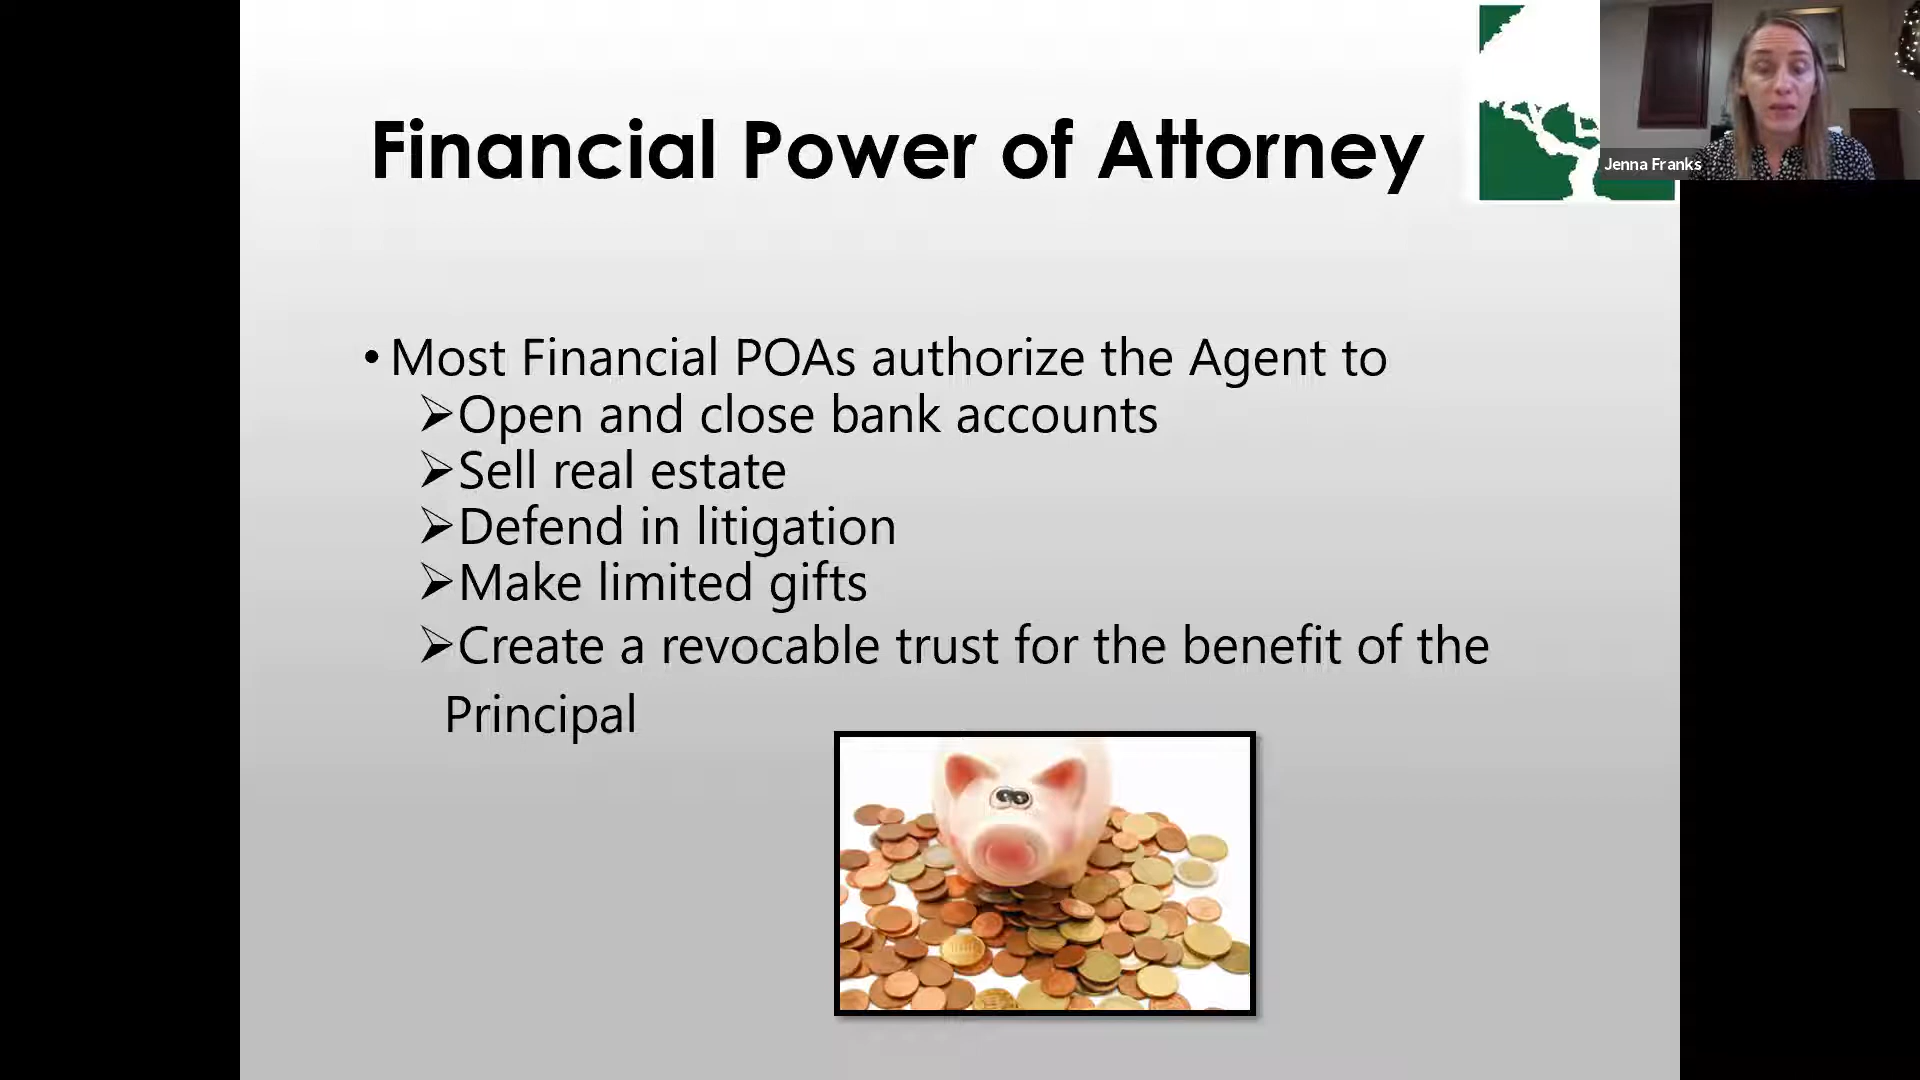 Financial Power of Attorney
Jenna Franks
• Most Financial POAs authorize the Agent to
➢Open and close bank accounts
➢Sell real estate
➢Defend in litigation
➢Make limited gifts
➢Create a revocable trust for the benefit of the
Principal